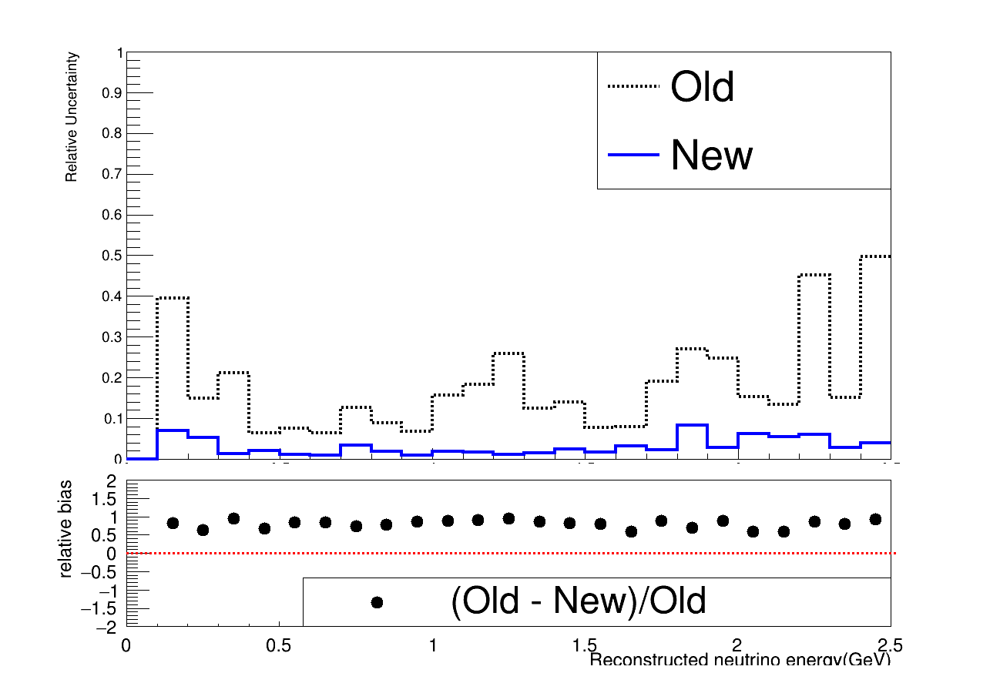 Relative Uncertainty
1
0.9
0.8
0.7
0.6
0.5
0.4
0.3
0.2
0.1
0
Old
New
relative bias
2
1.5
1
0.5
0
−0.5
−1
−1.5
−2
(Old - New)/Old
0 0.5 1 1.5 2 2.5
Reconstructed neutrino energy(GeV)